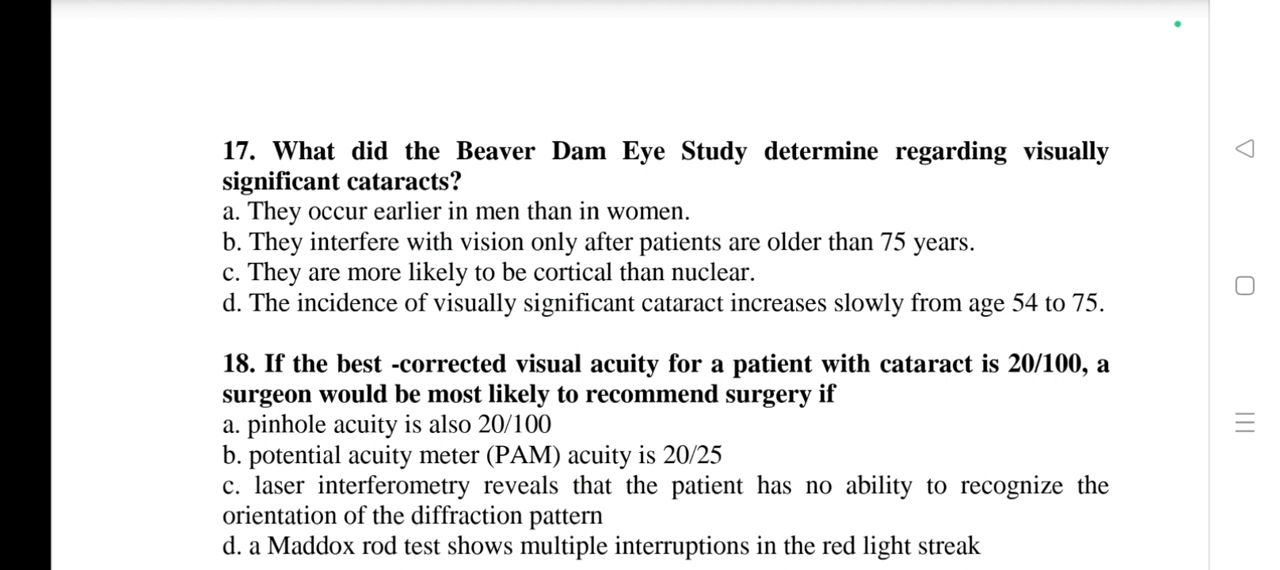 17. What did the Beaver Dam Eye Study determine regarding visually
significant cataracts?
a. They occur earlier in men than in women.
b. They interfere with vision only after patients are older than 75 years.
c. They are more likely to be cortical than nuclear.
d. The incidence of visually significant cataract increases slowly from age 54 to 75.
18. If the best -corrected visual acuity for a patient with cataract is 20/100, a
surgeon would be most likely to recommend surgery if
a. pinhole acuity is also 20/100
b. potential acuity meter (PAM) acuity is 20/25
c. laser interferometry reveals that the patient has no ability to recognize the
orientation of the diffraction pattern
d. a Maddox rod test shows multiple interruptions in the red light streak